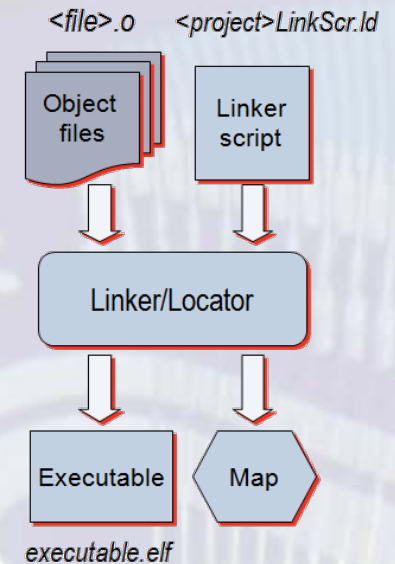 <file>.o <project>LinkScr.ld
Object
files
Linker
script
Linker/Locator
Executable
Map
executable.elf